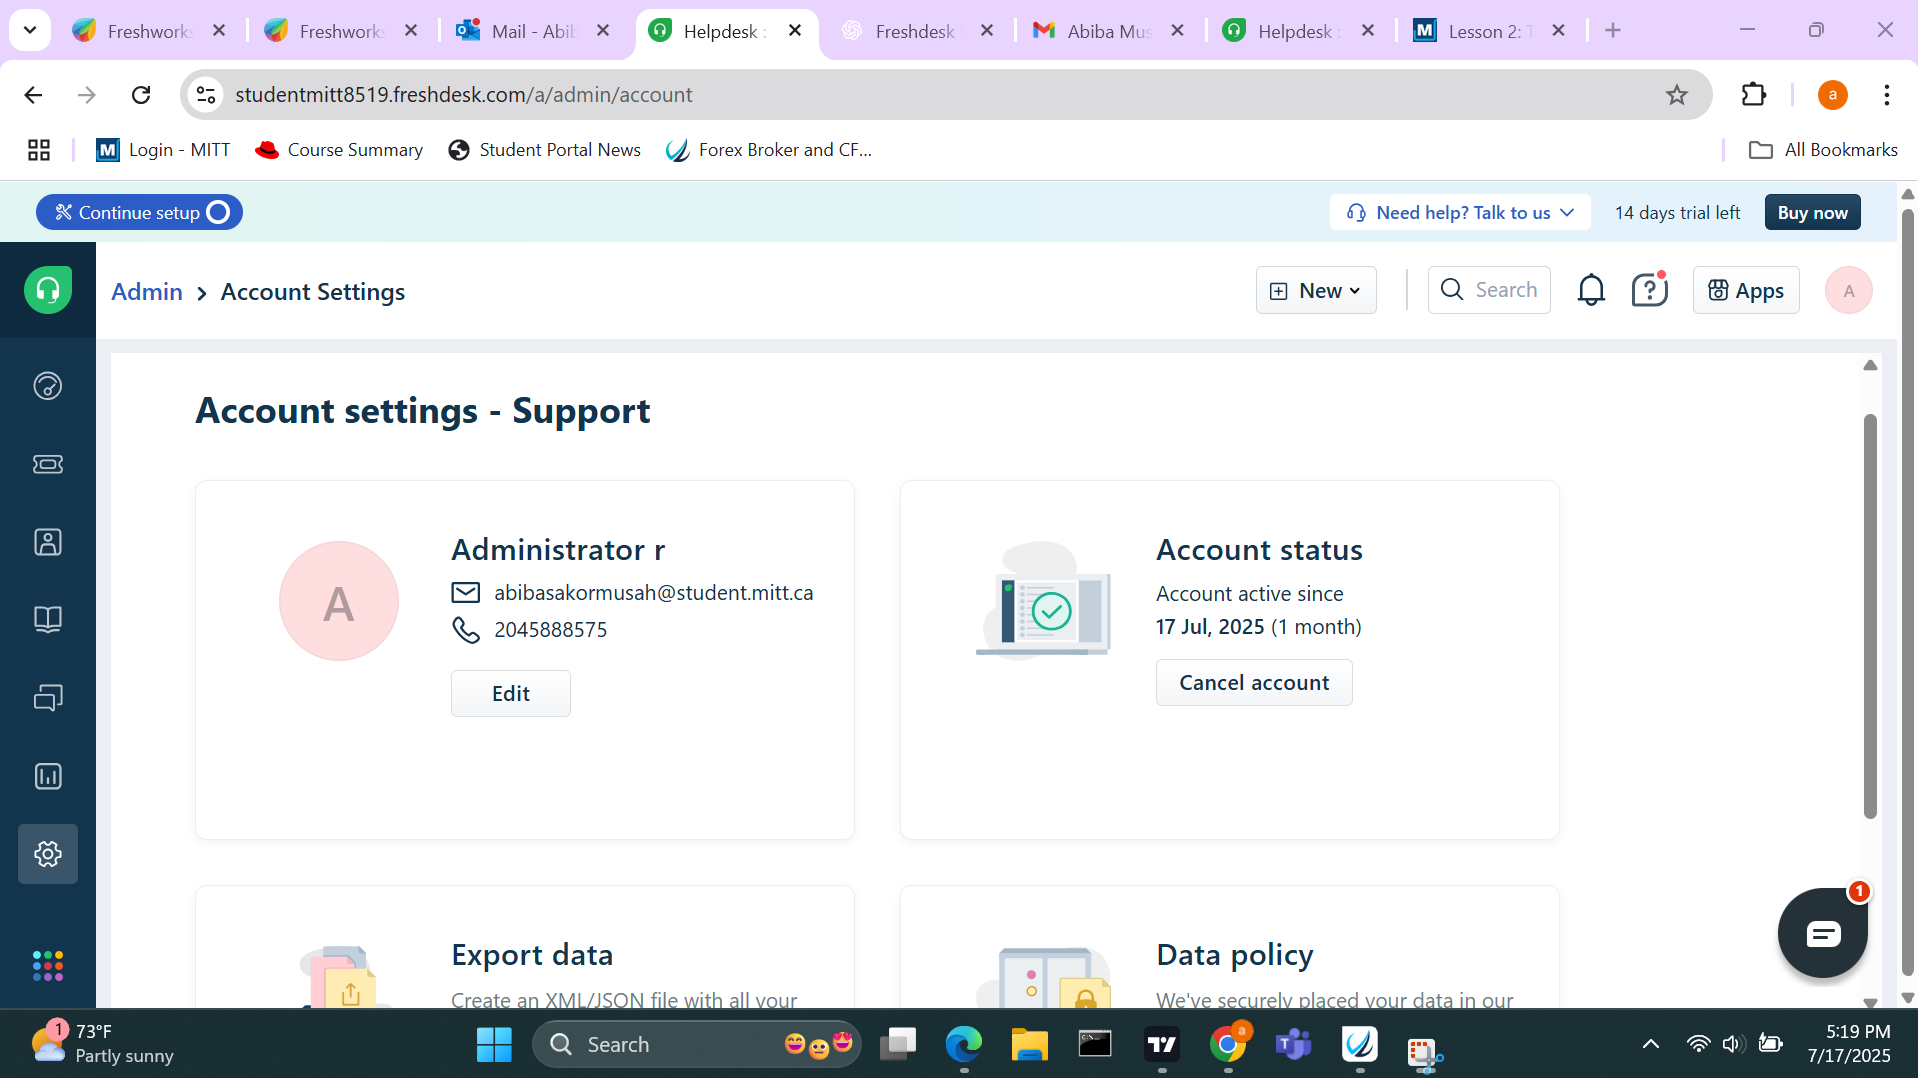 Freshworks
Freshworks
Mail - Abib
Helpdesk :
Freshdesk
Abiba Mus
Helpdesk :
Lesson 2: T
studentmitt8519.freshdesk.com/a/admin/account
a
Login - MITT
Course Summary
Student Portal News
Forex Broker and CF...
All Bookmarks
Continue setup
Need help? Talk to us
14 days trial left
Buy now
Admin > Account Settings
New
Search
Apps
A
Account settings - Support
A
Administrator r
abibasakormusah@student.mitt.ca
2045888575
Edit
Account status
Account active since
17 Jul, 2025 (1 month)
Cancel account
1
Export data
Create an XML/JSON file with all your
Data policy
We've securely placed your data in our
1
73°F
Partly sunny
Search
a
5:19 PM
7/17/2025